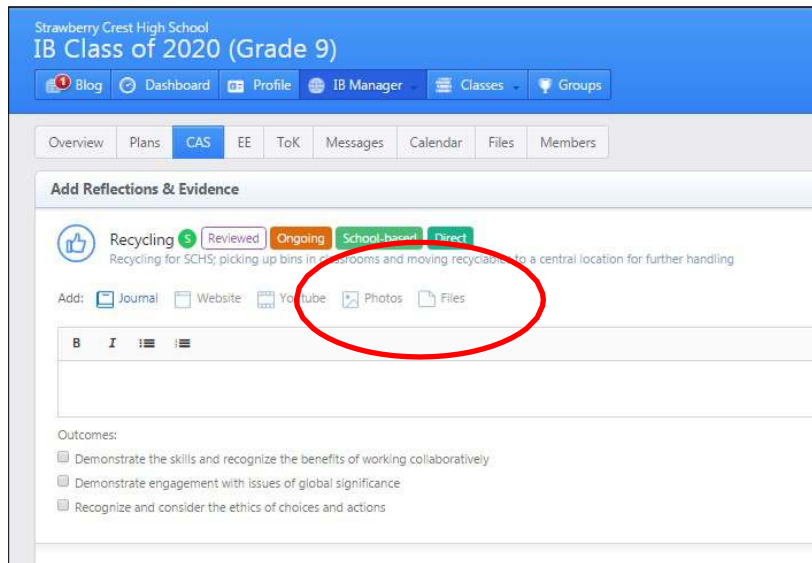 Strawberry Crest High School
IB Class of 2020 (Grade 9)
1 Blog Dashboard Profile IB Manager Classes Groups
Overview Plans CAS EE ToK Messages Calendar Files Members
Add Reflections & Evidence
Recycling S Reviewed Ongoing School-based Direct
Recycling for SCHS; picking up bins in classrooms and moving recyclables to a central location for further handling
Add: Journal Website Youtube Photos Files
B I
Outcomes:
Demonstrate the skills and recognize the benefits of working collaboratively
Demonstrate engagement with issues of global significance
Recognize and consider the ethics of choices and actions